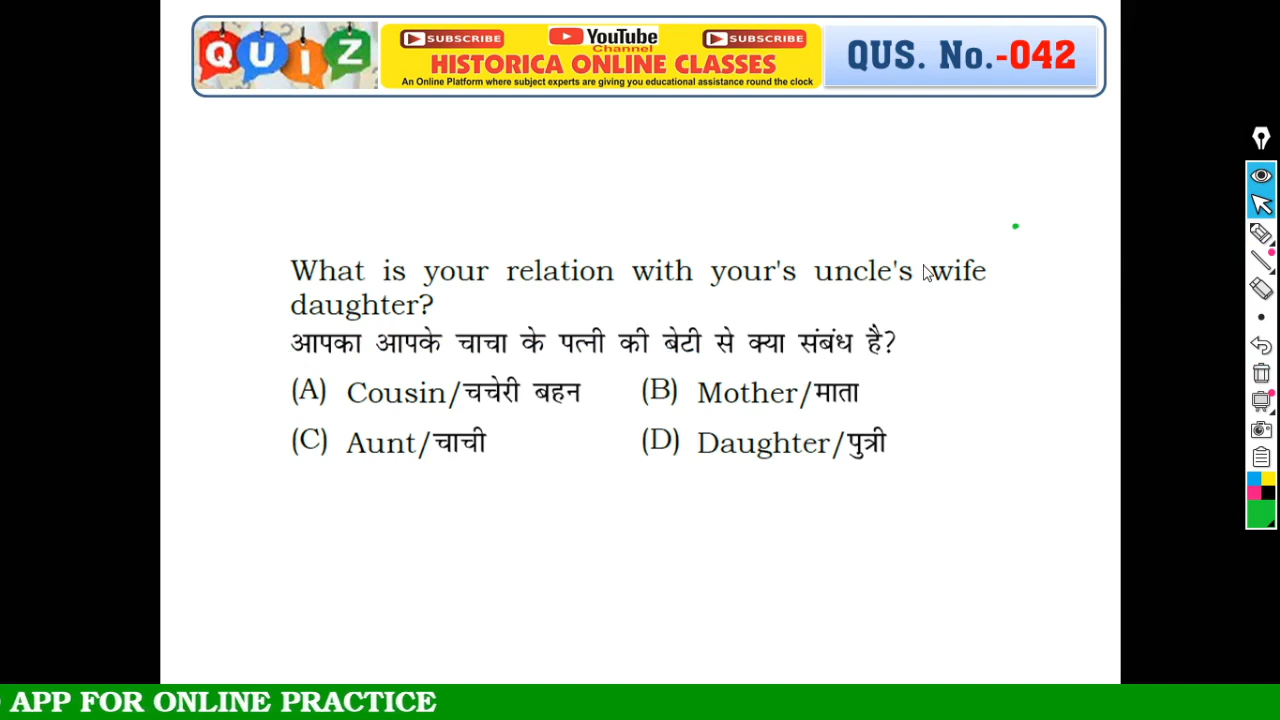 QUIZ
SUBSCRIBE YouTube SUBSCRIBE
Channel
HISTORICA ONLINE CLASSES
An Online Platform where subject experts are giving you educational assistance round the clock
QUS. No.-042
What is your relation with your's uncle's wife
daughter?
आपका आपके चाचा के पत्नी की बेटी से क्या संबंध है?
(A) Cousin/चचेरी बहन (B) Mother/माता
(C) Aunt/चाची (D) Daughter/पुत्री
APP FOR ONLINE PRACTICE